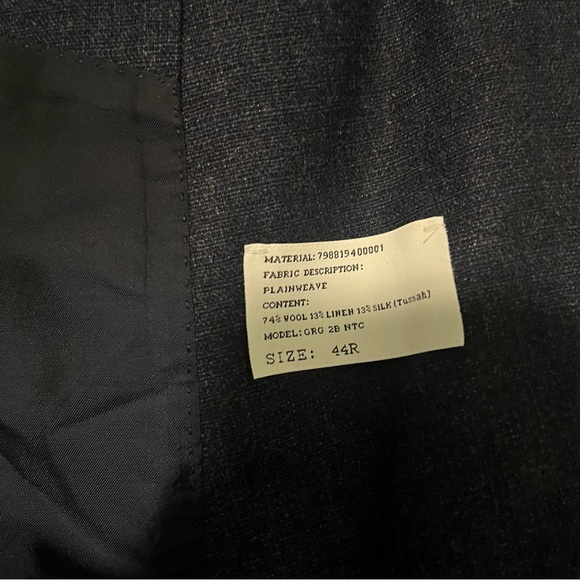 MATERIAL: 798819400001
FABRIC DESCRIPTION:
PLAINWEAVE
CONTENT:
74% WOOL 13% LINEN 13% SILK (Tussah)
MODEL: GRG 2B NTC
SIZE: 44R